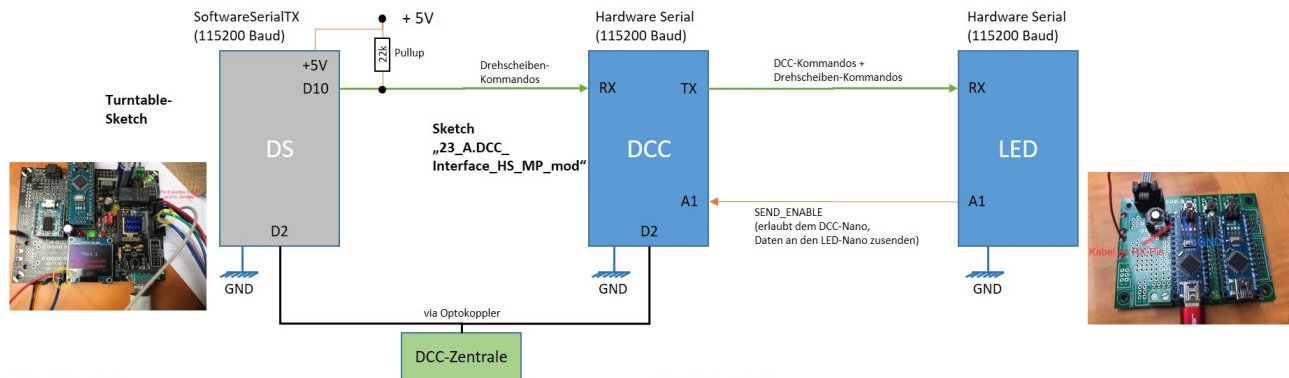 SoftwareSerialTX
(115200 Baud)
+ 5V
22k
Pullup
+5V
D10
Turntable-
Sketch
DS
D2
GND
Drehscheiben-
Kommandos
Sketch
„23_A.DCC_
Interface_HS_MP_mod“
Hardware Serial
(115200 Baud)
RX
TX
DCC
A1
D2
GND
DCC-Kommandos +
Drehscheiben-Kommandos
SEND_ENABLE
(erlaubt dem DCC-Nano,
Daten an den LED-Nano zusenden)
Hardware Serial
(115200 Baud)
RX
LED
A1
GND
via Optokoppler
DCC-Zentrale
GND